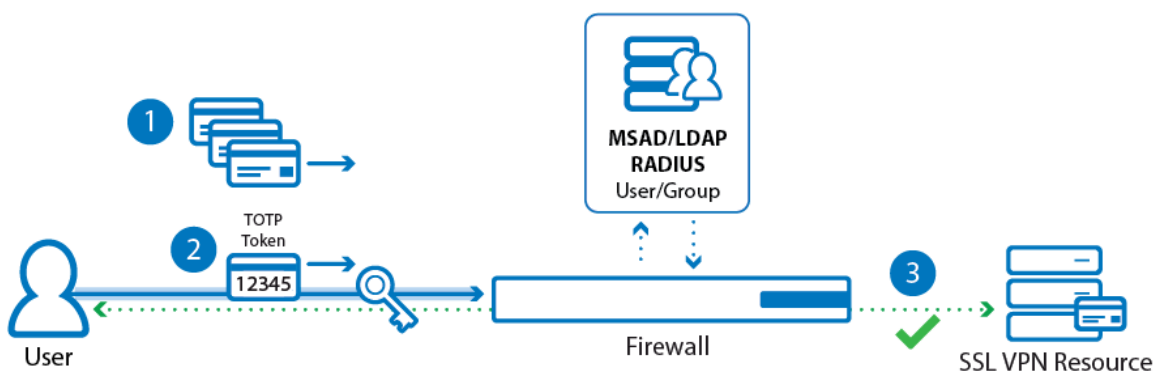 MSAD/LDAP
RADIUS
User/Group
1
TOTP
Token
2
12345
3
User
Firewall
SSL VPN Resource